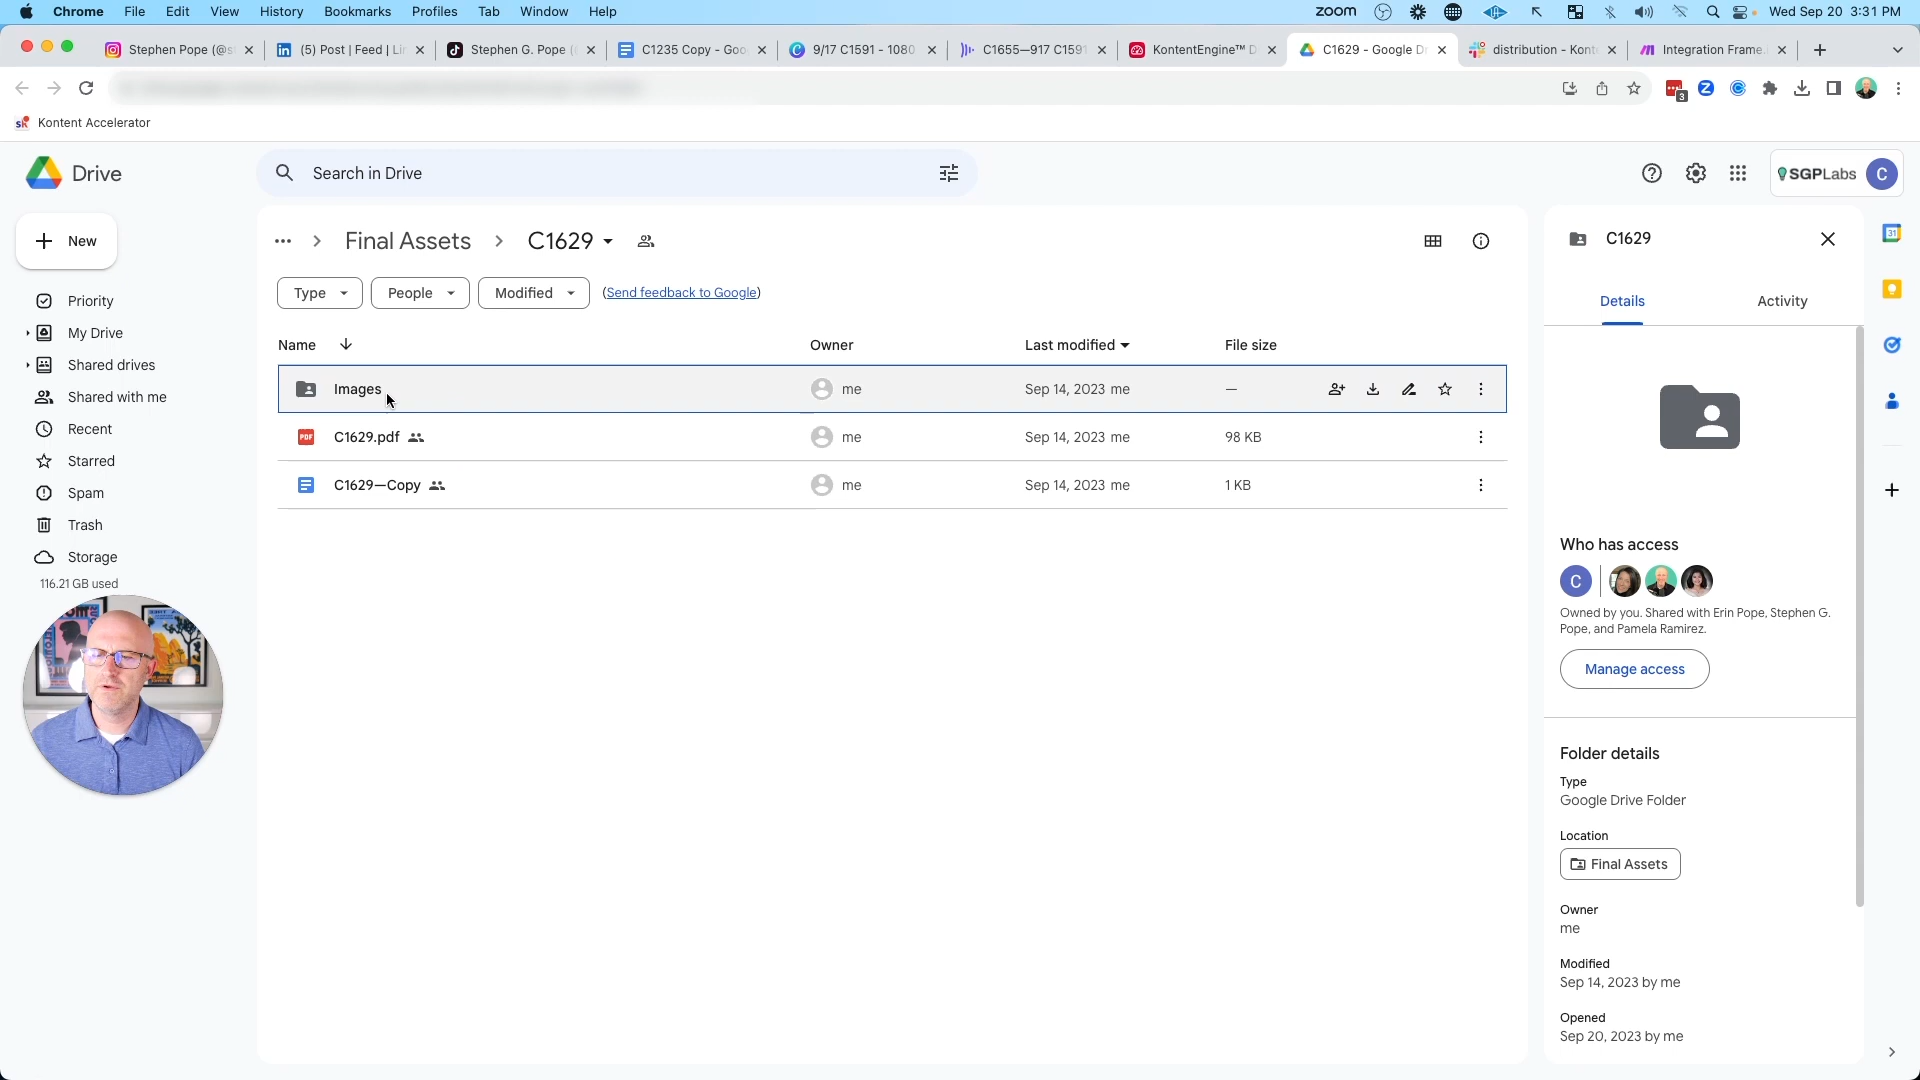 Chrome File Edit View History Bookmarks Profiles Tab Window Help zoom Wed Sep 20 3:31 PM
Stephen Pope (@s (5) Post | Feed | Li Stephen G. Pope ( C1235 Copy - Goo 9/17 C1591 - 1080 C1655—917 C1591 KontentEngine™ D C1629 - Google D distribution - Kont Integration Frame.
3
Kontent Accelerator
Drive
Search in Drive
SGPLabs C
New
Final Assets C1629
C1629
Type People Modified (Send feedback to Google)
Details Activity
Priority
My Drive
Shared drives
Shared with me
Recent
Starred
Spam
Trash
Storage
116.21 GB used
Name Owner Last modified File size
Images me Sep 14, 2023 me —
PDF C1629.pdf me Sep 14, 2023 me 98 KB
C1629—Copy me Sep 14, 2023 me 1 KB
Who has access
C
Owned by you. Shared with Erin Pope, Stephen G.
Pope, and Pamela Ramirez.
Manage access
Folder details
Type
Google Drive Folder
Location
Final Assets
Owner
me
Modified
Sep 14, 2023 by me
Opened
Sep 20, 2023 by me
31